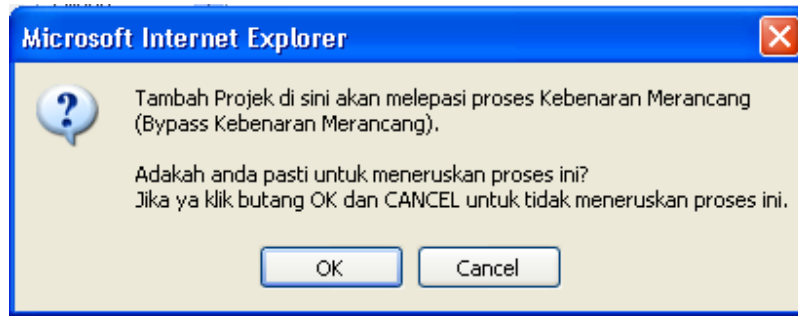 Microsoft Internet Explorer
Tambah Projek di sini akan melepasi proses Kebenaran Merancang
(Bypass Kebenaran Merancang).
Adakah anda pasti untuk meneruskan proses ini?
Jika ya klik butang OK dan CANCEL untuk tidak meneruskan proses ini.
OK
Cancel